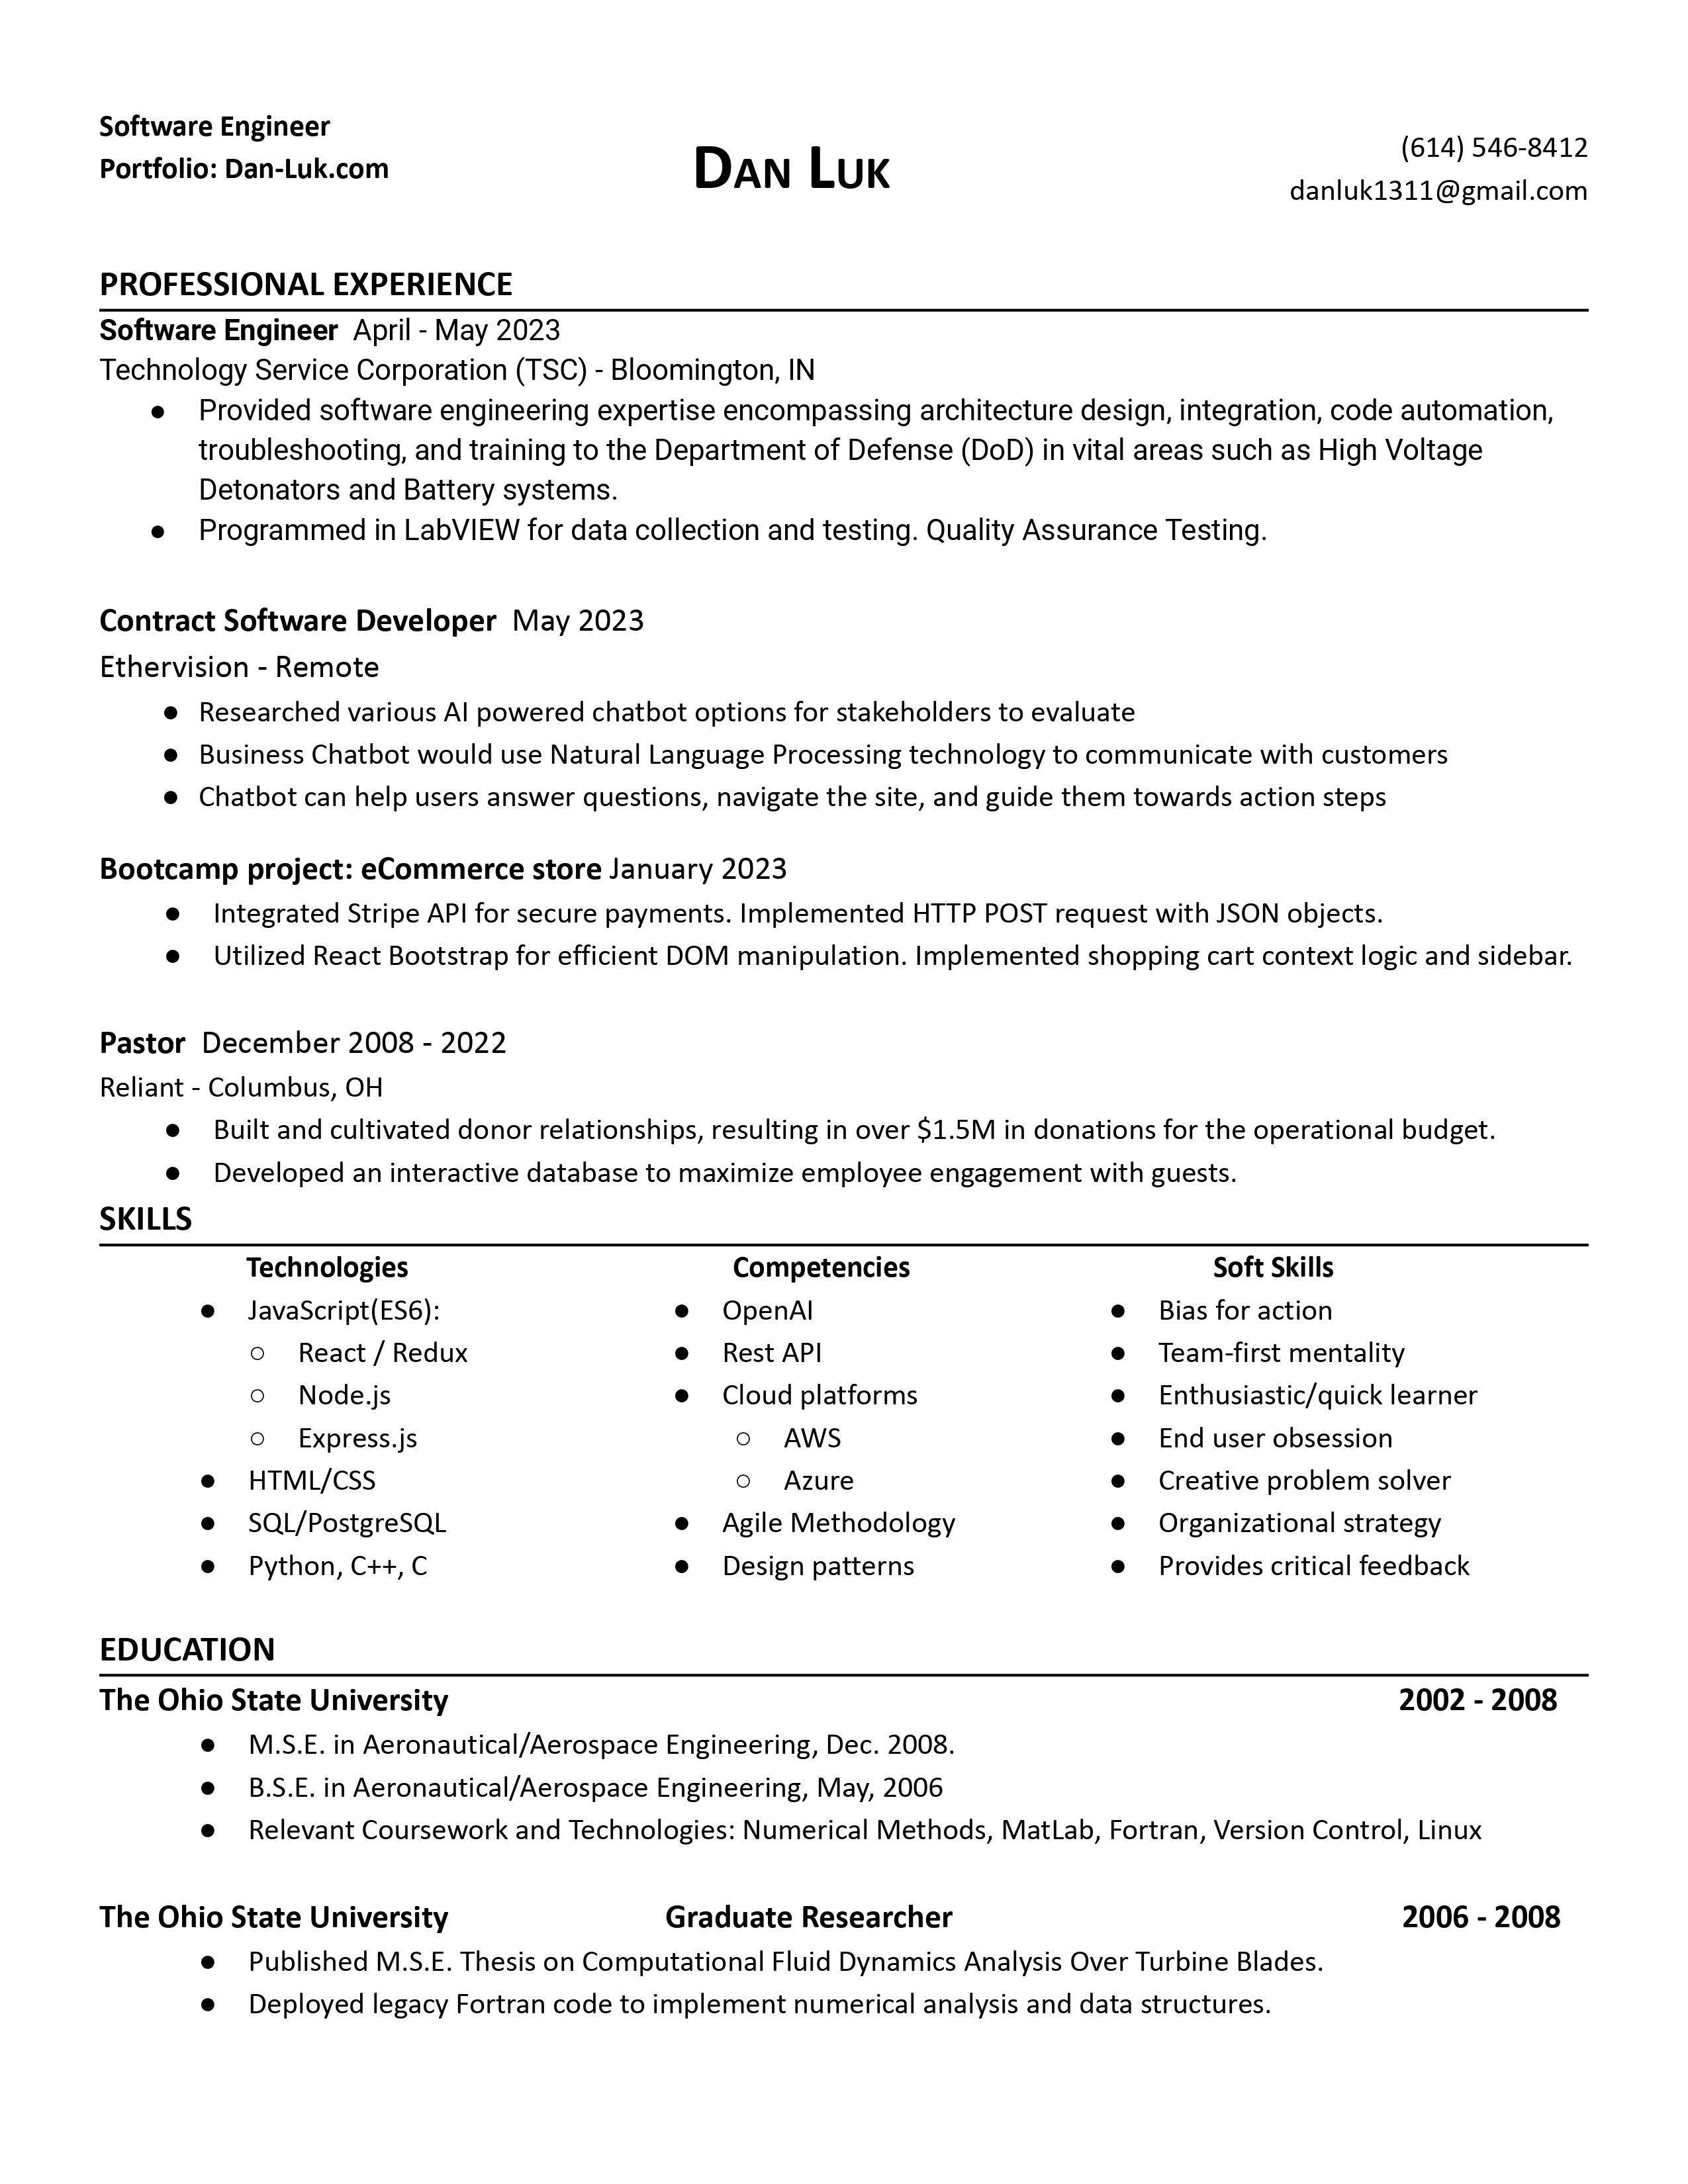 Software Engineer
Portfolio: Dan-Luk.com
DAN LUK
(614) 546-8412
danluk1311@gmail.com
PROFESSIONAL EXPERIENCE
Software Engineer April - May 2023
Technology Service Corporation (TSC) - Bloomington, IN
● Provided software engineering expertise encompassing architecture design, integration, code automation,
troubleshooting, and training to the Department of Defense (DoD) in vital areas such as High Voltage
Detonators and Battery systems.
● Programmed in LabVIEW for data collection and testing. Quality Assurance Testing.
Contract Software Developer May 2023
Ethervision - Remote
● Researched various AI powered chatbot options for stakeholders to evaluate
● Business Chatbot would use Natural Language Processing technology to communicate with customers
● Chatbot can help users answer questions, navigate the site, and guide them towards action steps
Bootcamp project: eCommerce store January 2023
● Integrated Stripe API for secure payments. Implemented HTTP POST request with JSON objects.
● Utilized React Bootstrap for efficient DOM manipulation. Implemented shopping cart context logic and sidebar.
Pastor December 2008 - 2022
Reliant - Columbus, OH
● Built and cultivated donor relationships, resulting in over $1.5M in donations for the operational budget.
● Developed an interactive database to maximize employee engagement with guests.
SKILLS
Technologies
● JavaScript(ES6):
○ React / Redux
○ Node.js
○ Express.js
● HTML/CSS
● SQL/PostgreSQL
● Python, C++, C
Competencies
● OpenAI
● Rest API
● Cloud platforms
○ AWS
○ Azure
● Agile Methodology
● Design patterns
Soft Skills
● Bias for action
● Team-first mentality
● Enthusiastic/quick learner
● End user obsession
● Creative problem solver
● Organizational strategy
● Provides critical feedback
EDUCATION
The Ohio State University 2002 - 2008
● M.S.E. in Aeronautical/Aerospace Engineering, Dec. 2008.
● B.S.E. in Aeronautical/Aerospace Engineering, May, 2006
● Relevant Coursework and Technologies: Numerical Methods, MatLab, Fortran, Version Control, Linux
The Ohio State University Graduate Researcher 2006 - 2008
● Published M.S.E. Thesis on Computational Fluid Dynamics Analysis Over Turbine Blades.
● Deployed legacy Fortran code to implement numerical analysis and data structures.